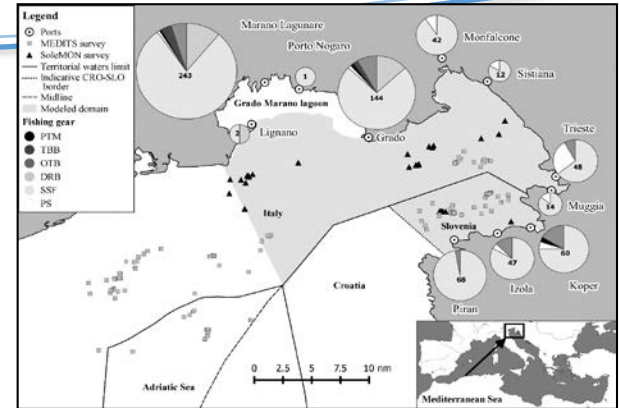 Legend
Ports
MEDITS survey
SoleMON survey
Territorial waters limit
Indicative CRO-SLO
border
Midline
Modeled domain
Fishing gear
PTM
TBB
OTB
DRB
SSF
PS
Marano Lagunare
Porto Nogaro
Monfalcone
243
1
42
12
Sistiana
144
Grado Marano lagoon
2
Lignano
Grado
Trieste
48
Muggia
14
Italy
Slovenia
Croatia
68
Piran
47
Izola
60
Koper
0 2.5 5 7.5 10 nm
Adriatic Sea
Mediterranean Sea